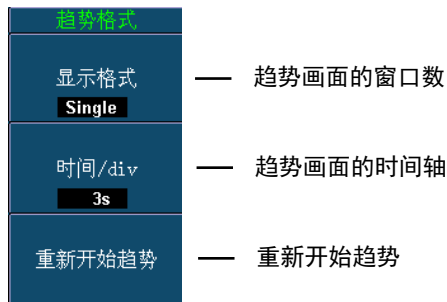 趋势格式
显示格式 — 趋势画面的窗口数
Single
时间/div — 趋势画面的时间轴
3s
重新开始趋势 — 重新开始趋势